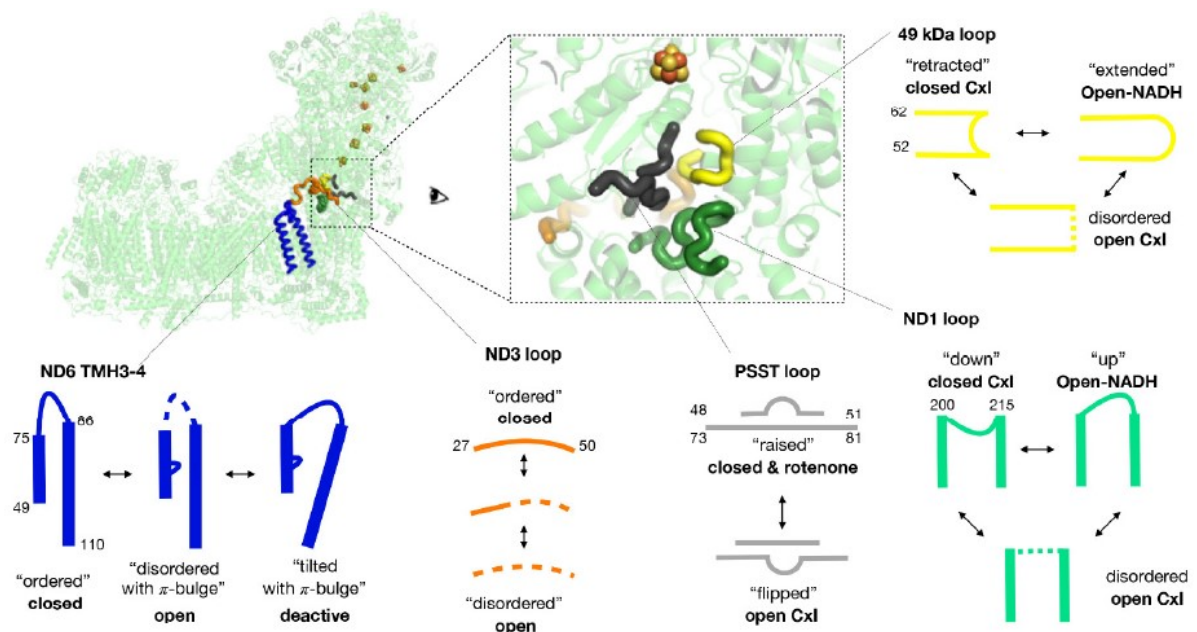 49 kDa loop
"retracted"
closed CxI
"extended"
Open-NADH
62
52
disordered
open CxI
ND1 loop
"down"
closed CxI
"up"
Open-NADH
200
215
disordered
open CxI
ND6 TMH3-4
75
86
49
110
"ordered"
closed
"disordered
with π-bulge"
open
"tilted
with π-bulge"
deactive
ND3 loop
"ordered"
closed
27
50
"disordered"
open
PSST loop
48
51
73
81
"raised"
closed & rotenone
"flipped"
open CxI